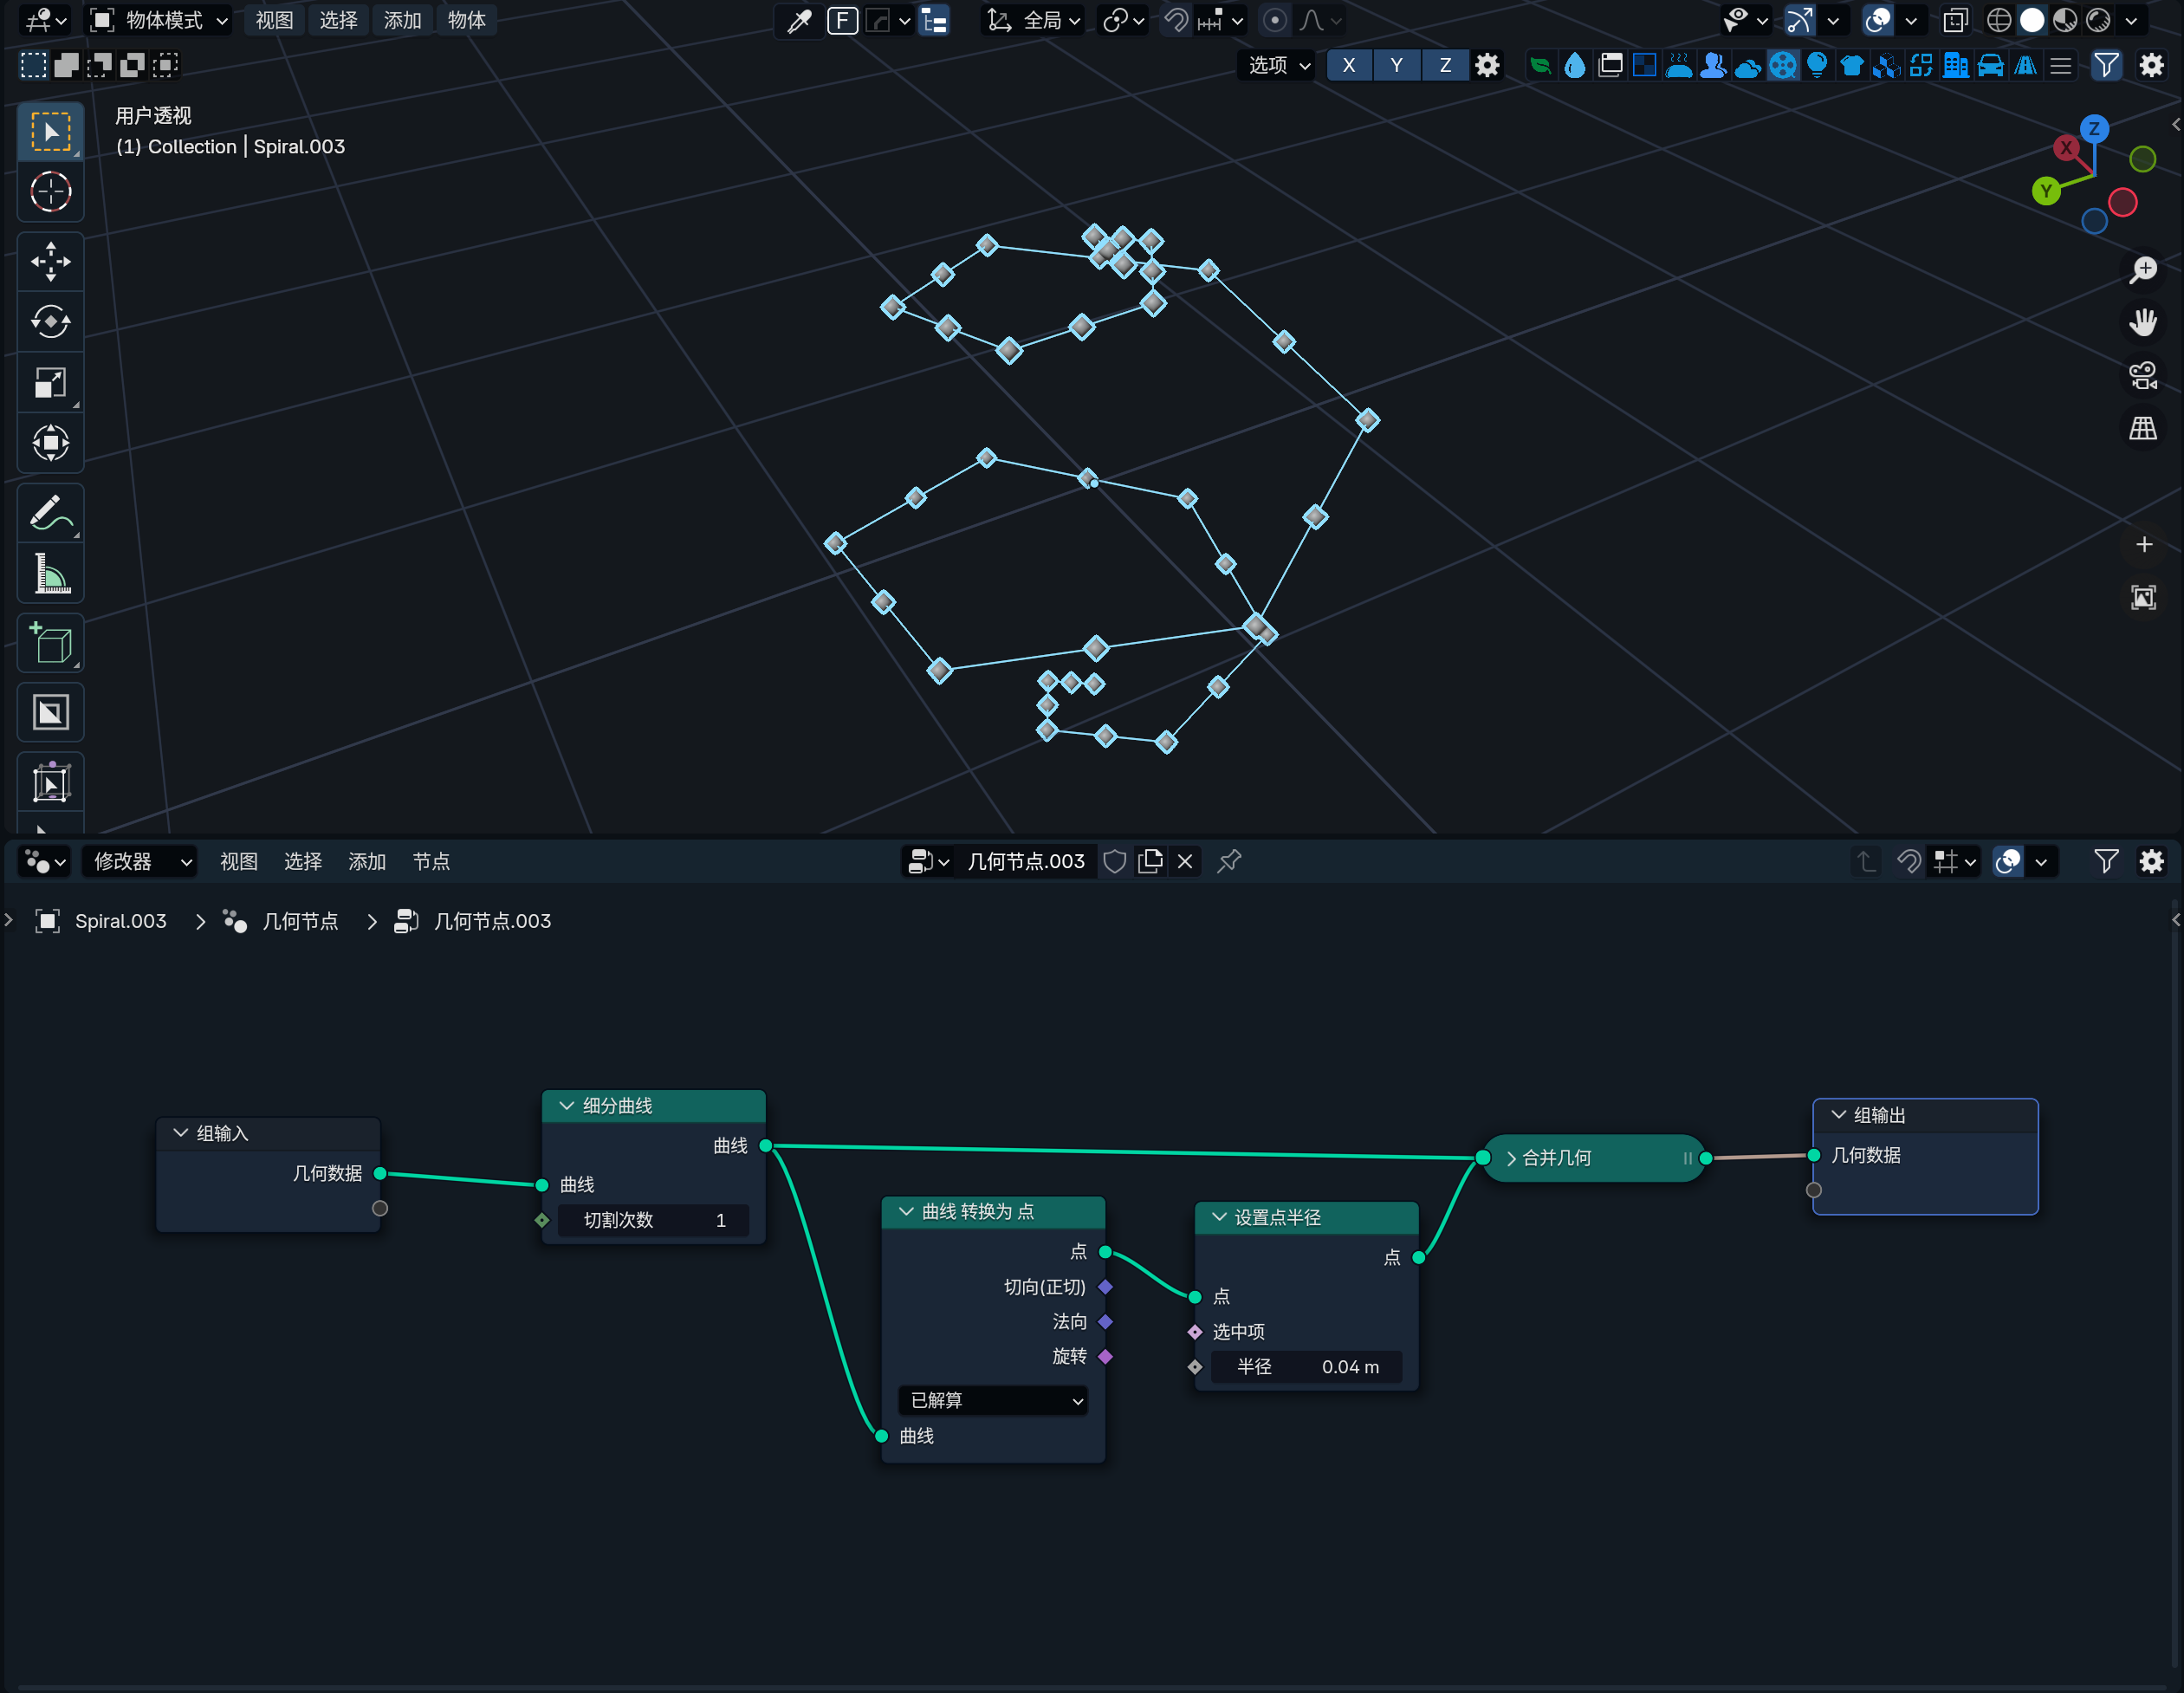 物体模式 视图 选择 添加 物体 F 全局
选项 X Y Z
用户透视
(1) Collection | Spiral.003
Z
X
Y
修改器 视图 选择 添加 节点 几何节点.003
Spiral.003 几何节点 几何节点.003
组输入
几何数据
细分曲线
曲线
曲线
切割次数 1
曲线 转换为 点
点
切向(正切)
法向
旋转
已解算
曲线
设置点半径
点
点
选中项
半径 0.04 m
合并几何
组输出
几何数据